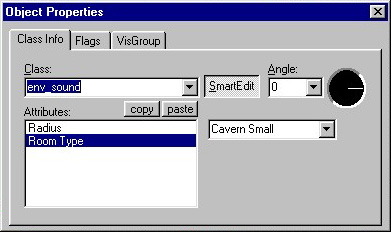 Object Properties
Class Info Flags VisGroup
Class: Angle:
env_sound SmartEdit 0
Attributes: copy paste
Radius Cavern Small
Room Type